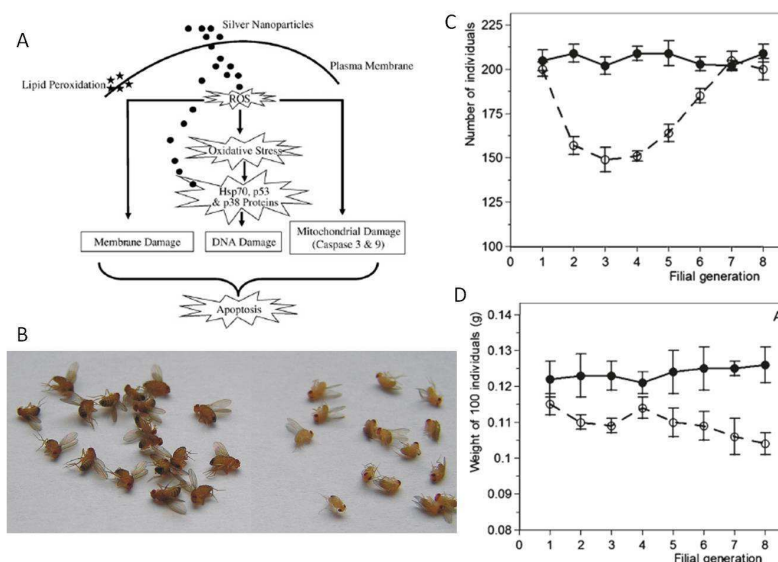 A
Silver Nanoparticles
Plasma Membrane
Lipid Peroxidation
ROS
Oxidative Stress
Hsp70, p53
& p38 Proteins
Membrane Damage
DNA Damage
Mitochondrial Damage
(Caspase 3 & 9)
Apoptosis
B
C
Number of individuals
225
200
175
150
125
100
0 1 2 3 4 5 6 7 8
Filial generation
D
A
Weight of 100 individuals (g)
0.14
0.13
0.12
0.11
0.1
0.09
0.08
0 1 2 3 4 5 6 7 8
Filial generation